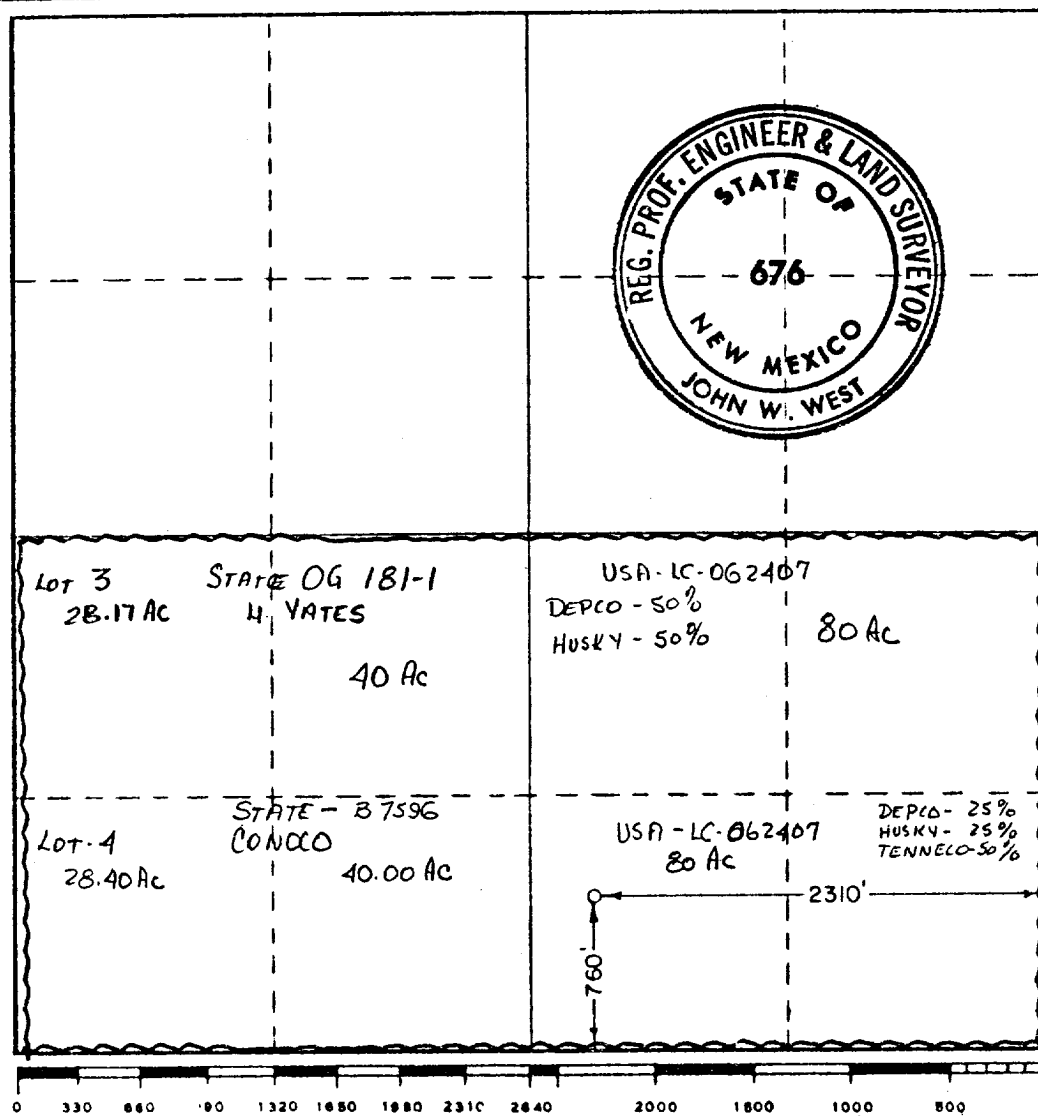 REG. PROF. ENGINEER & LAND SURVEYOR
STATE OF
676
NEW MEXICO
JOHN W. WEST
LOT 3
28.17 AC
STATE OG 181-1
YATES
40 AC
USA-LC-062407
DEPCO - 50%
HUSKY - 50%
80 AC
LOT-4
28.40 AC
STATE - B 7596
CONOCO
40.00 AC
USA-LC-062407
80 AC
DEPCO- 25%
HUSKY- 25%
TENNECO-50%
2310'
760'
0 330 660 1320 1650 1980 2310 2640 2000 1500 1000 500